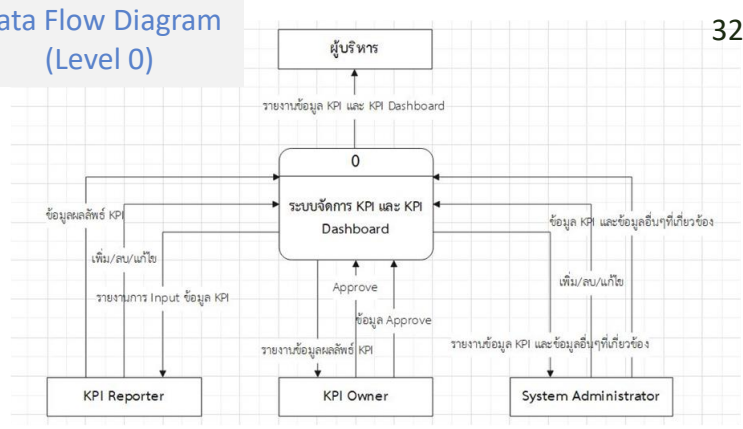 ata Flow Diagram
(Level 0)
32
ผู้บริหาร
รายงานข้อมูล KPI และ KPI Dashboard
0
ระบบจัดการ KPI และ KPI
Dashboard
ข้อมูลผลลัพธ์ KPI
ข้อมูล KPI และข้อมูลอื่นๆที่เกี่ยวข้อง
เพิ่ม/ลบ/แก้ไข
เพิ่ม/ลบ/แก้ไข
รายงานการ Input ข้อมูล KPI
Approve
ข้อมูล Approve
รายงานข้อมูลผลลัพธ์ KPI
รายงานข้อมูล KPI และข้อมูลอื่นๆที่เกี่ยวข้อง
KPI Reporter
KPI Owner
System Administrator